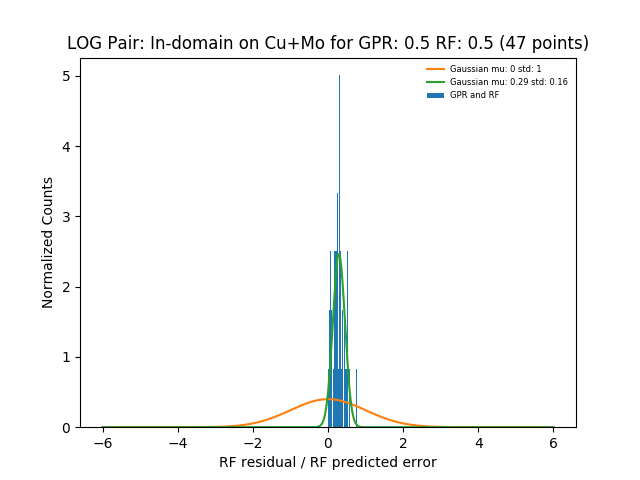 LOG Pair: In-domain on Cu+Mo for GPR: 0.5 RF: 0.5 (47 points)
Gaussian mu: 0 std: 1
Gaussian mu: 0.29 std: 0.16
GPR and RF
Normalized Counts
5
4
3
2
1
0
−6 −4 −2 0 2 4 6
RF residual / RF predicted error